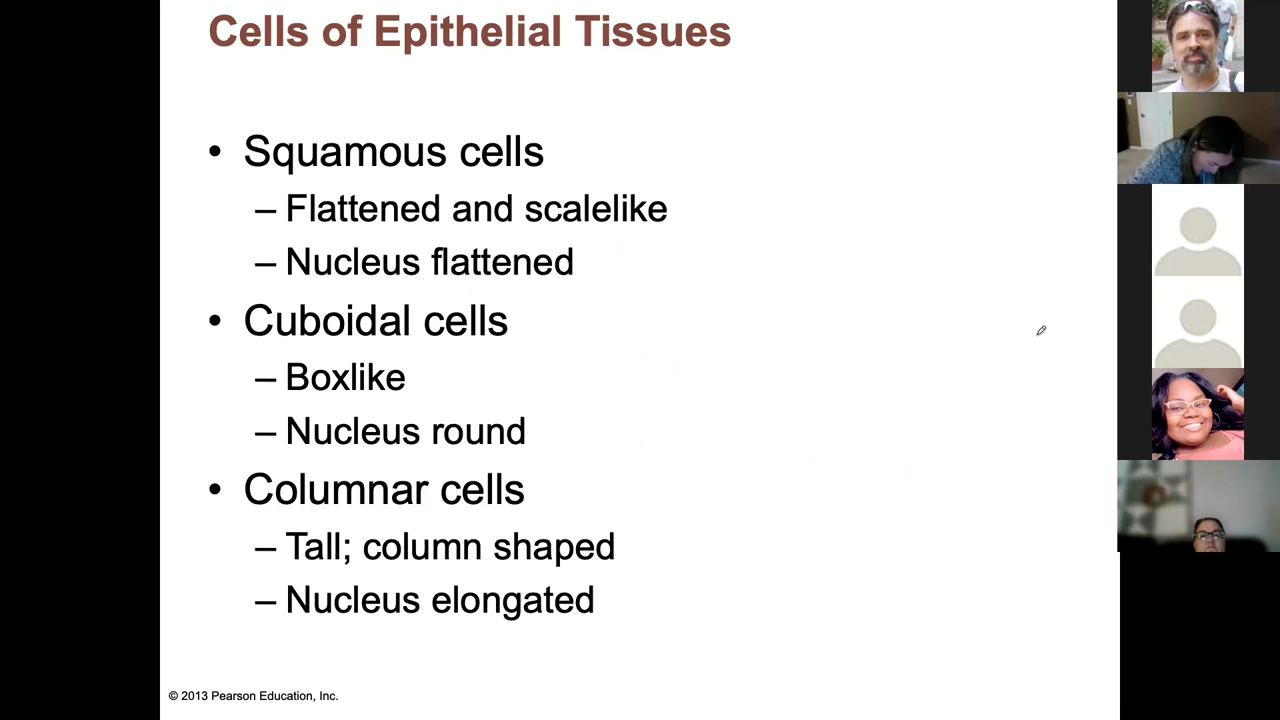 Cells of Epithelial Tissues
• Squamous cells
– Flattened and scalelike
– Nucleus flattened
• Cuboidal cells
– Boxlike
– Nucleus round
• Columnar cells
– Tall; column shaped
– Nucleus elongated
© 2013 Pearson Education, Inc.